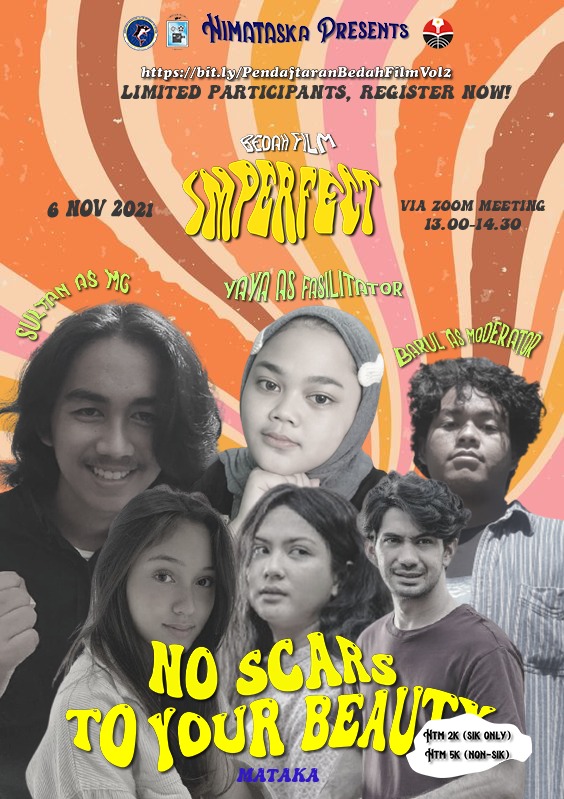 HIMATASKA PRESENTS
https://bit.ly/PendaftaranBedahFilmVol2
LIMITED PARTICIPANTS, REGISTER NOW!
BEDAH FILM
IMPERFECT
6 NOV 2021
VIA ZOOM MEETING
13.00-14.30
SULTAN AS MC
YAYA AS FASILITATOR
BARUL AS MODERATOR
NO SCARS
TO YOUR BEAUTY
HTM 2K (SIK ONLY)
HTM 5K (NON-SIK)
MATAKA